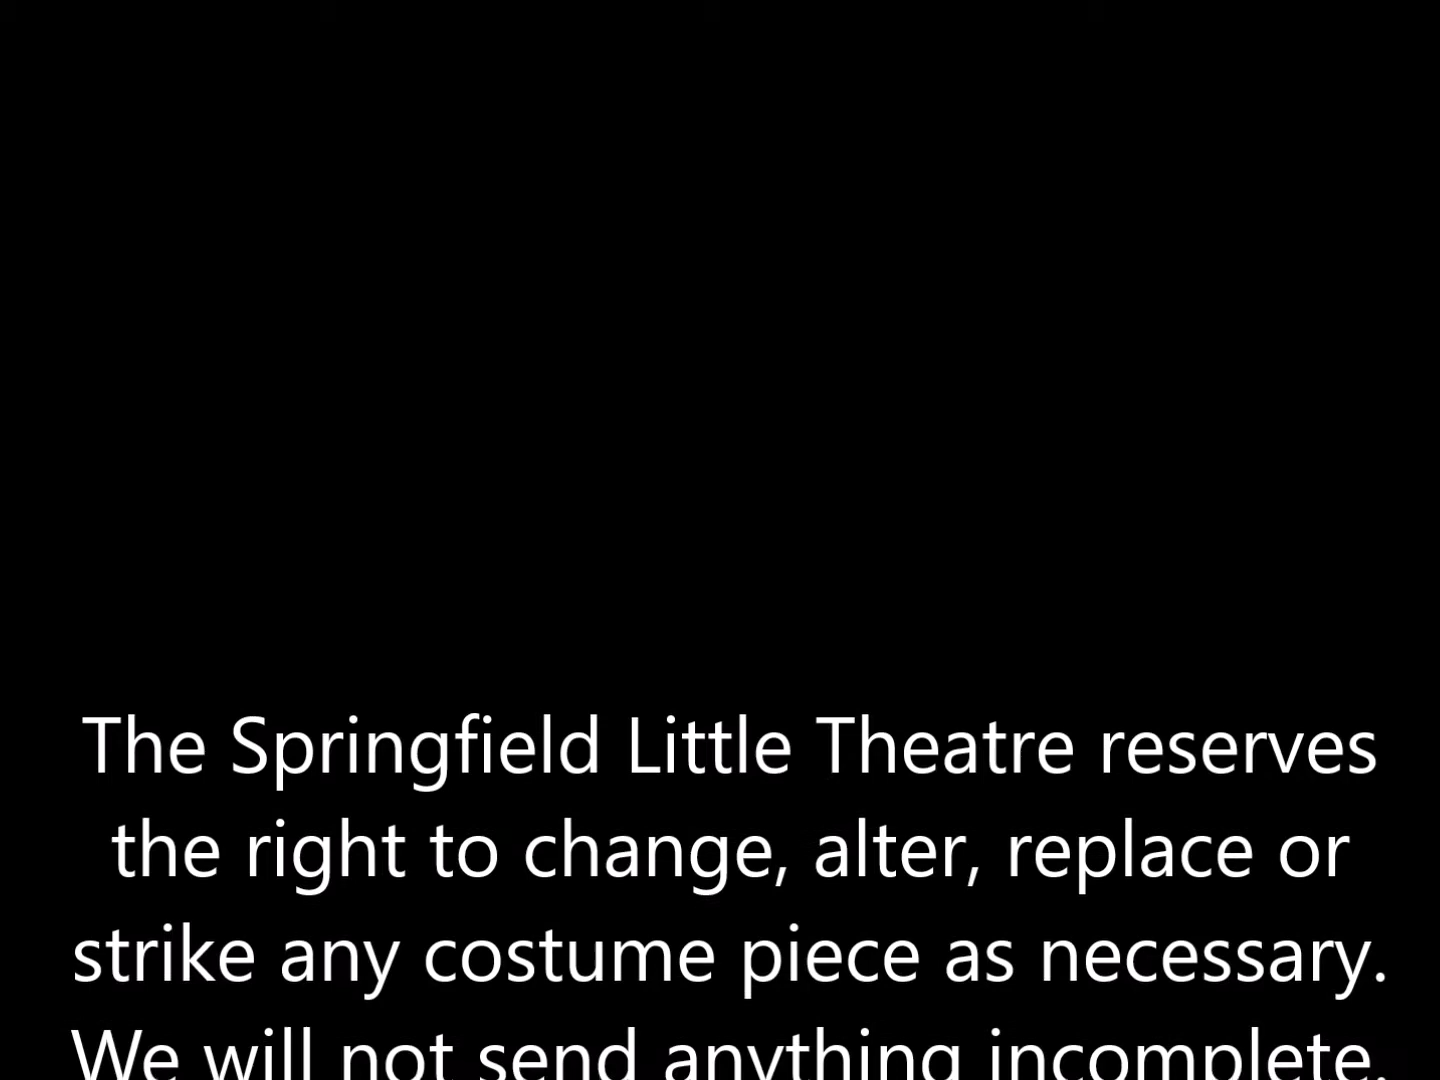 The Springfield Little Theatre reserves
the right to change, alter, replace or
strike any costume piece as necessary.
We will not send anything incomplete.